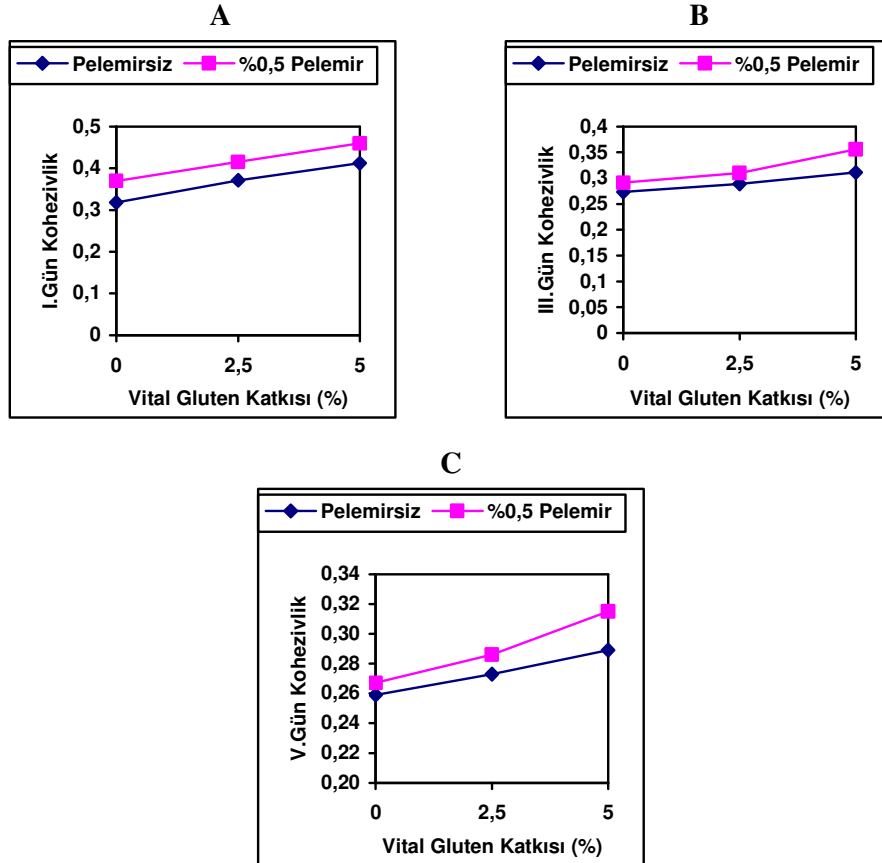 A
Pelemirsiz %0,5 Pelemir
0,5
0,4
0,3
0,2
0,1
0
I.Gün Kohezivlik
0 2,5 5
Vital Gluten Katkısı (%)
B
Pelemirsiz %0,5 Pelemir
0,4
0,35
0,3
0,25
0,2
0,15
0,1
0,05
0
III.Gün Kohezivlik
0 2,5 5
Vital Gluten Katkısı (%)
C
Pelemirsiz %0,5 Pelemir
0,34
0,32
0,30
0,28
0,26
0,24
0,22
0,20
V.Gün Kohezivlik
0 2,5 5
Vital Gluten Katkısı (%)